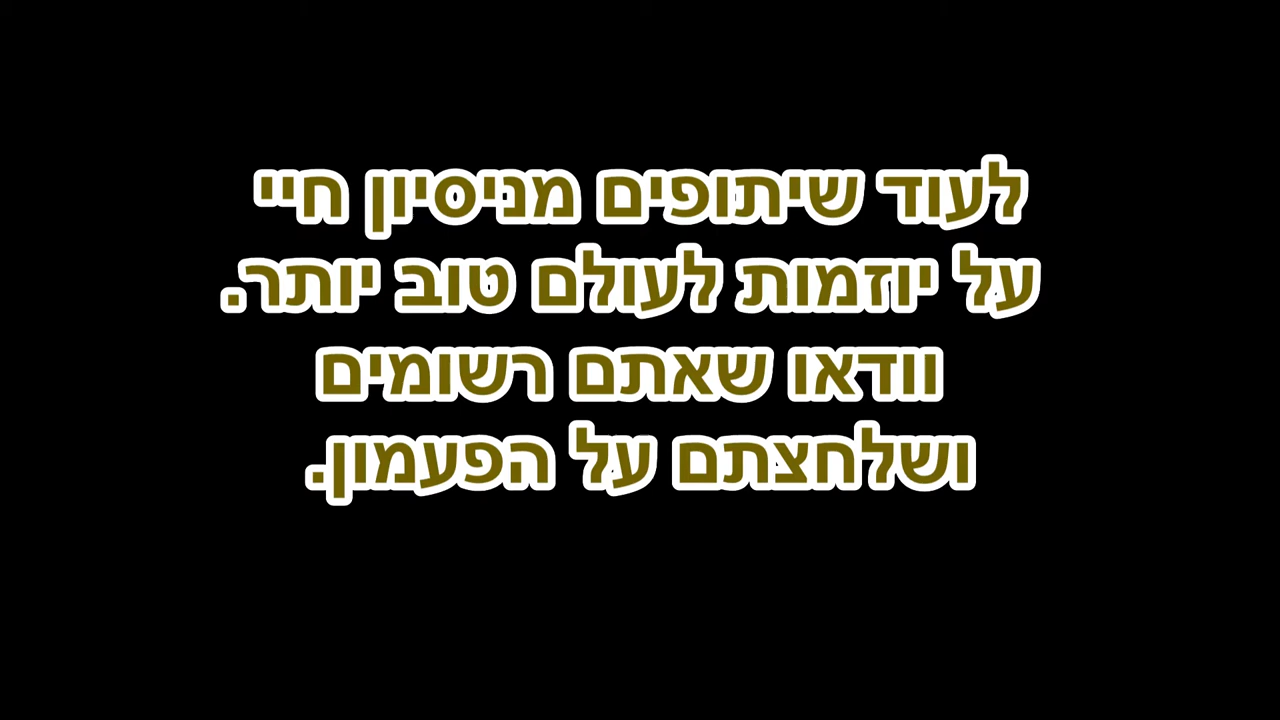 לעוד שיתופים מניסיון חיי
על יוזמות לעולם טוב יותר.
וודאו שאתם רשומים
ושלחצתם על הפעמון.